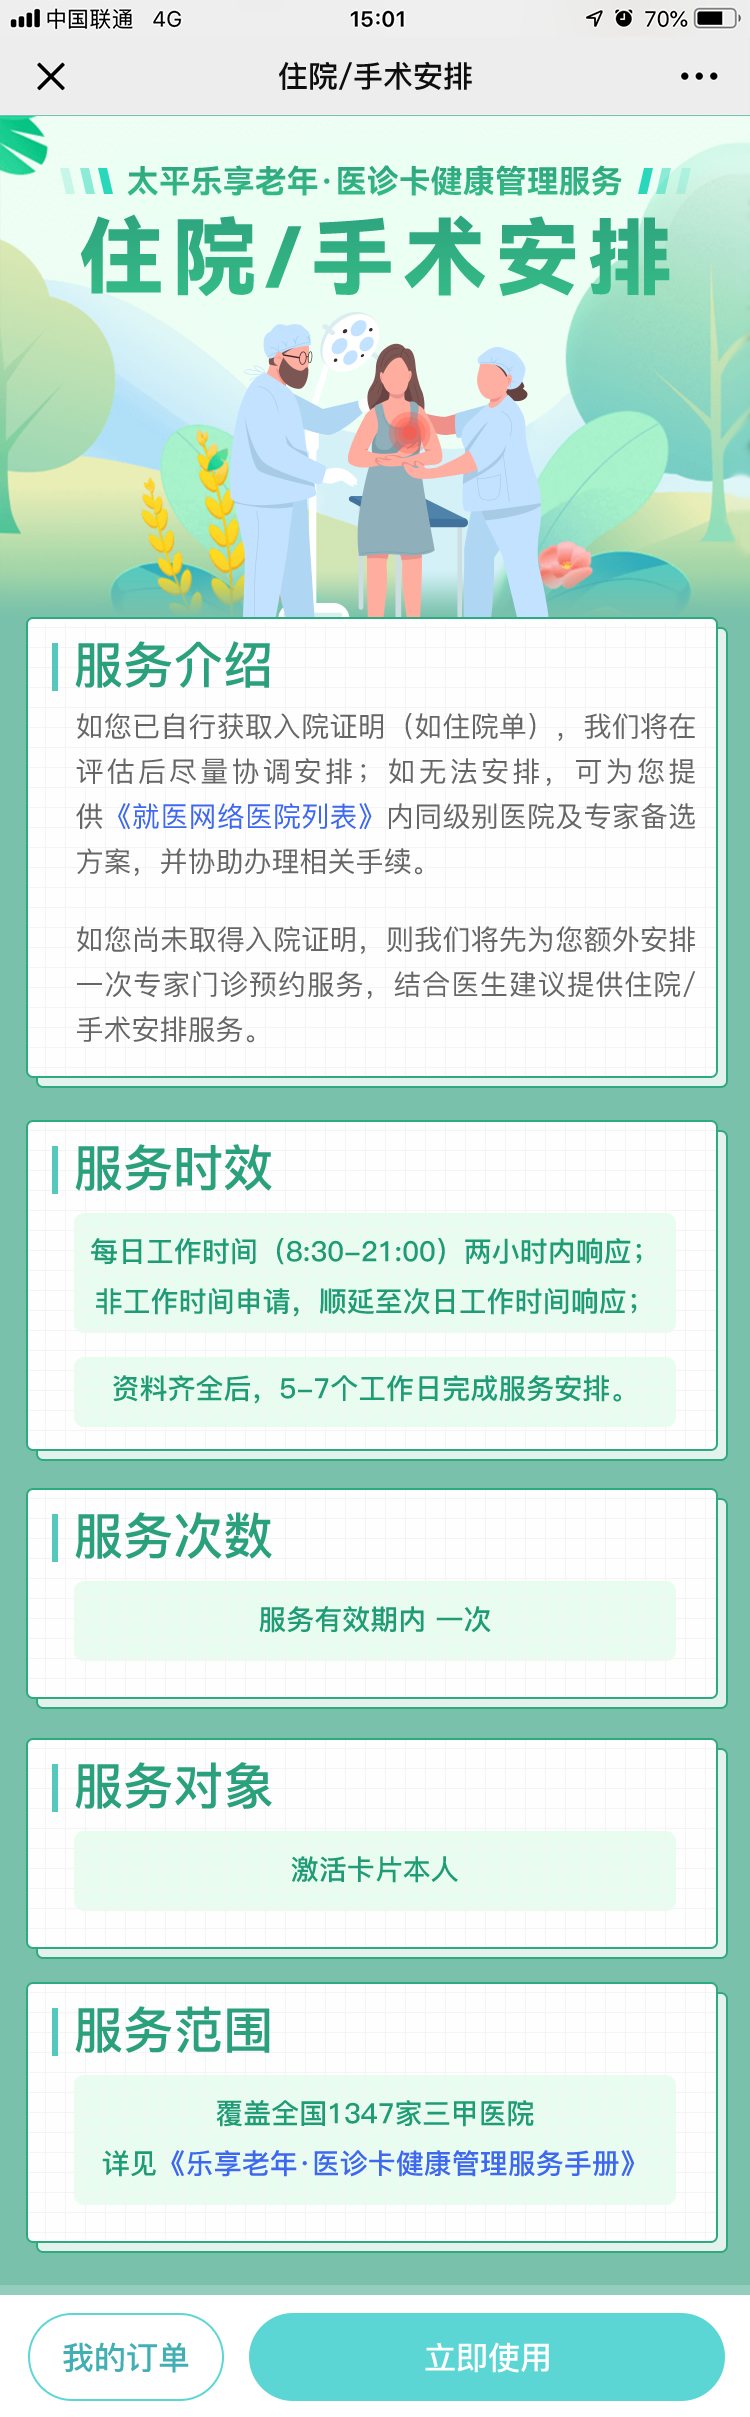 中国联通 4G 15:01 70%
住院/手术安排
太平乐享老年·医诊卡健康管理服务
住院/手术安排
服务介绍
如您已自行获取入院证明（如住院单），我们将在
评估后尽量协调安排；如无法安排，可为您提
供《就医网络医院列表》内同级别医院及专家备选
方案，并协助办理相关手续。
如您尚未取得入院证明，则我们将先为您额外安排
一次专家门诊预约服务，结合医生建议提供住院/
手术安排服务。
服务时效
每日工作时间（8:30-21:00）两小时内响应；
非工作时间申请，顺延至次日工作时间响应；
资料齐全后，5-7个工作日完成服务安排。
服务次数
服务有效期内 一次
服务对象
激活卡片本人
服务范围
覆盖全国1347家三甲医院
详见《乐享老年·医诊卡健康管理服务手册》
我的订单 立即使用